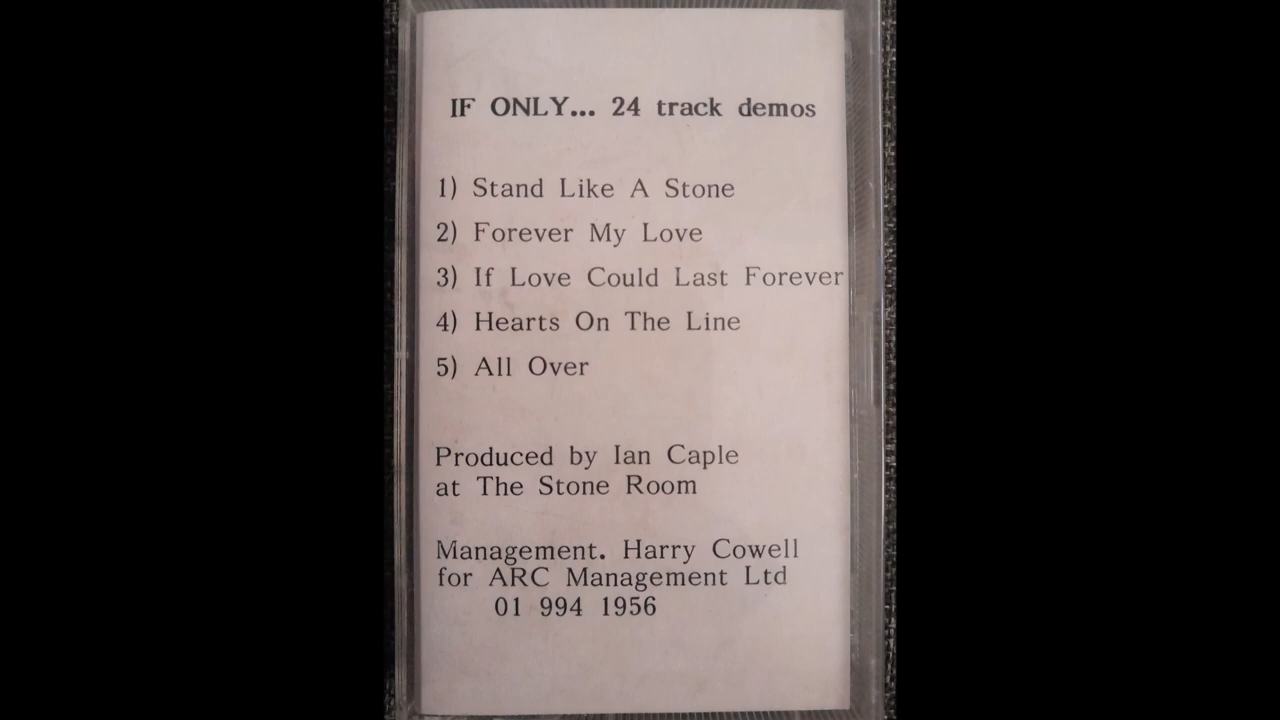 IF ONLY... 24 track demos
1) Stand Like A Stone
2) Forever My Love
3) If Love Could Last Forever
4) Hearts On The Line
5) All Over
Produced by Ian Caple
at The Stone Room
Management. Harry Cowell
for ARC Management Ltd
01 994 1956